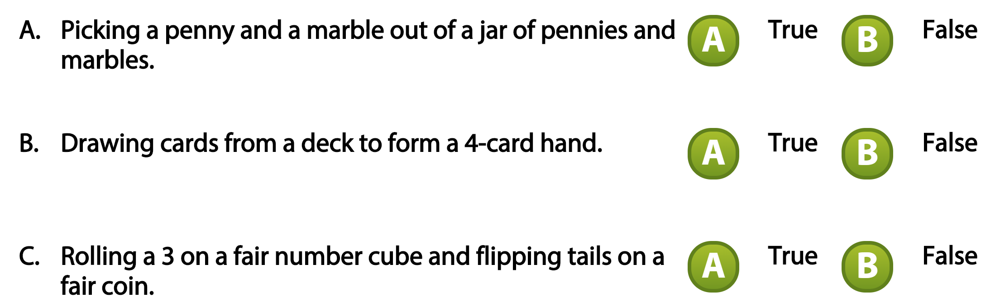 A. Picking a penny and a marble out of a jar of pennies and A True B False
marbles.
B. Drawing cards from a deck to form a 4-card hand. A True B False
C. Rolling a 3 on a fair number cube and flipping tails on a A True B False
fair coin.